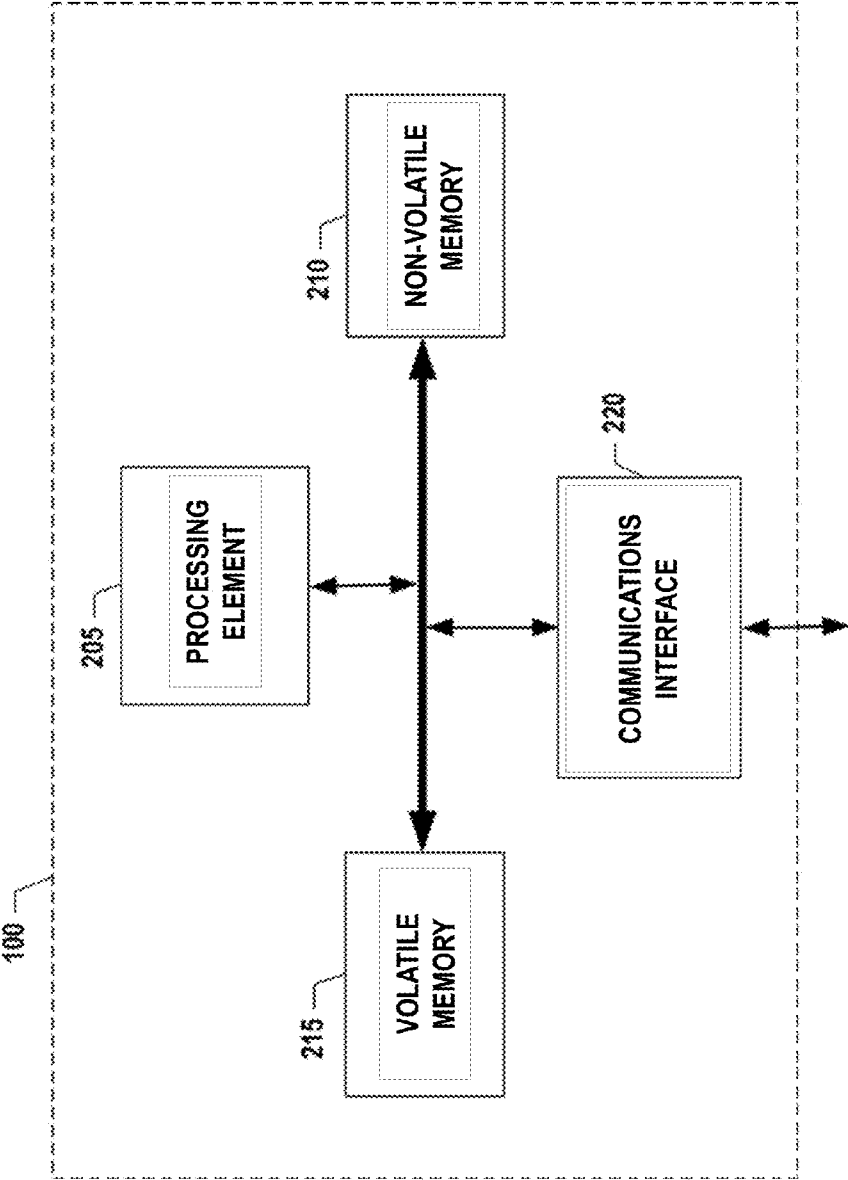 100
205
PROCESSING
ELEMENT
215
VOLATILE
MEMORY
210
NON-VOLATILE
MEMORY
220
COMMUNICATIONS
INTERFACE